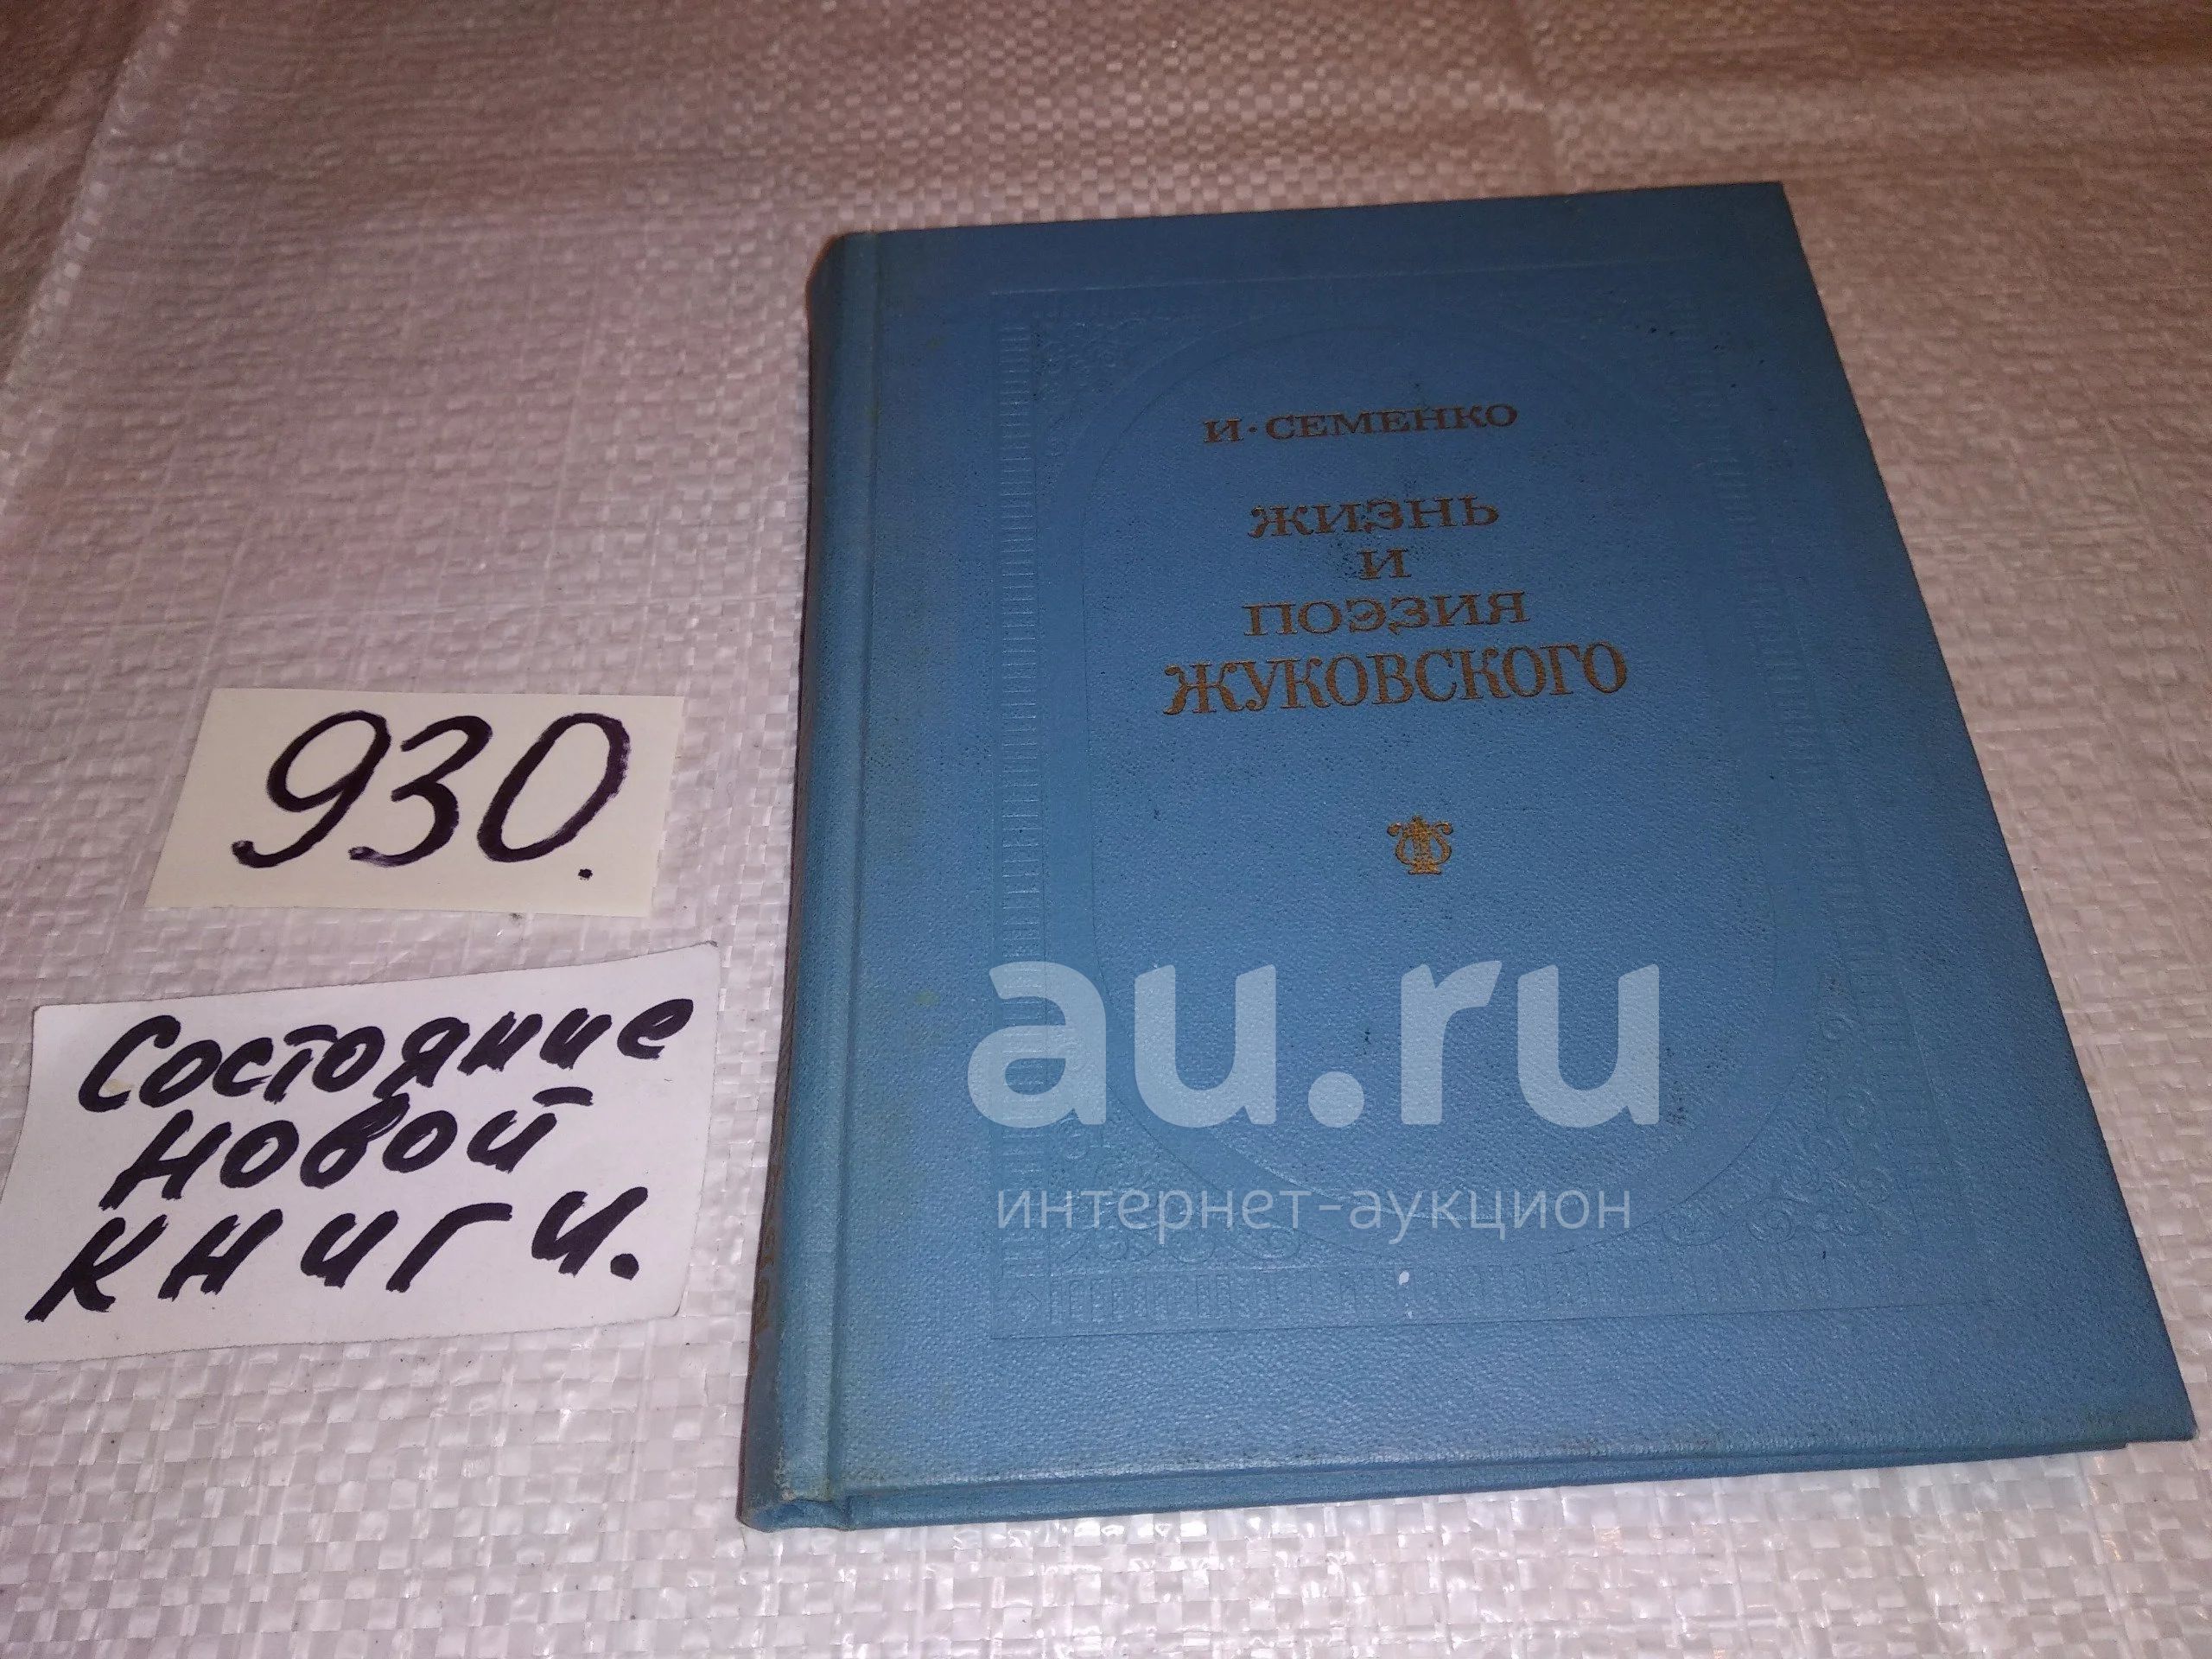 И·СЕМЕНКО
ЖИЗНЬ
И
ПОЭЗИЯ
ЖУКОВСКОГО
930.
Состояние
новой
книги.
au.ru
интернет-аукцион